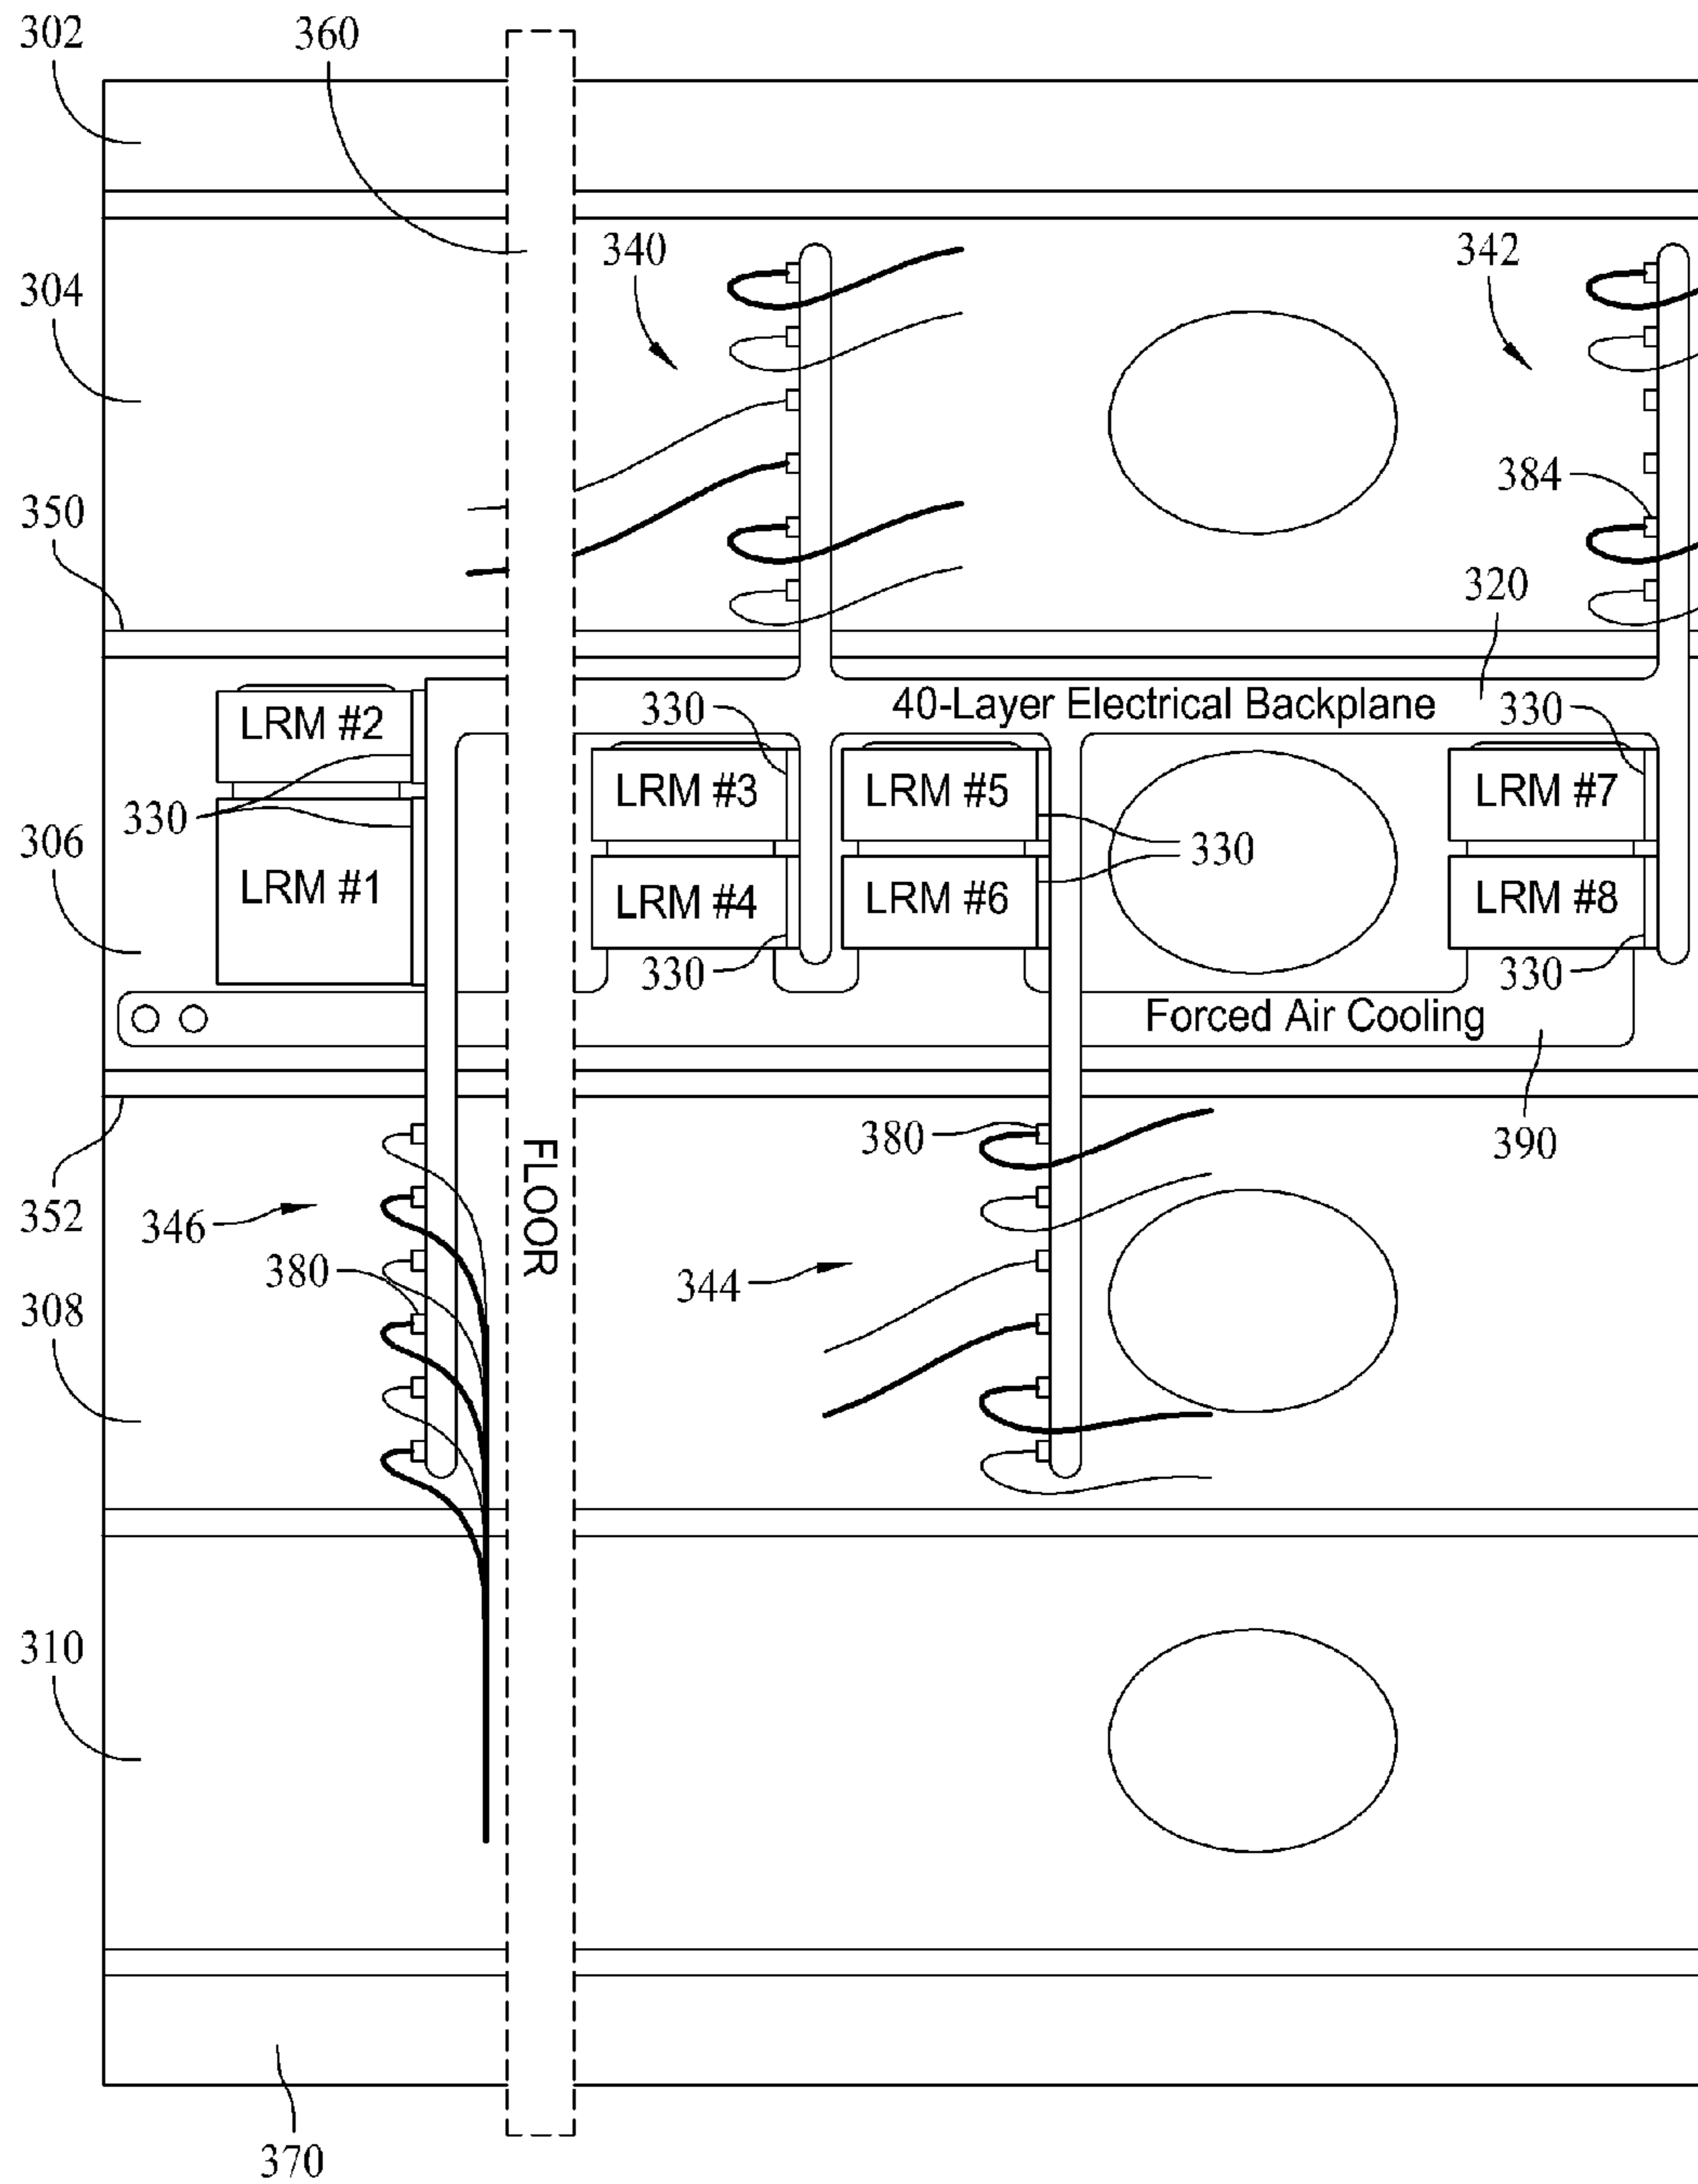 302
360
304
340
342
384
350
320
LRM #2
330
40-Layer Electrical Backplane
330
LRM #3
LRM #5
LRM #7
330
306
LRM #1
330
LRM #4
LRM #6
LRM #8
330
330
Forced Air Cooling
380
390
FLOOR
352
346
380
344
308
310
370